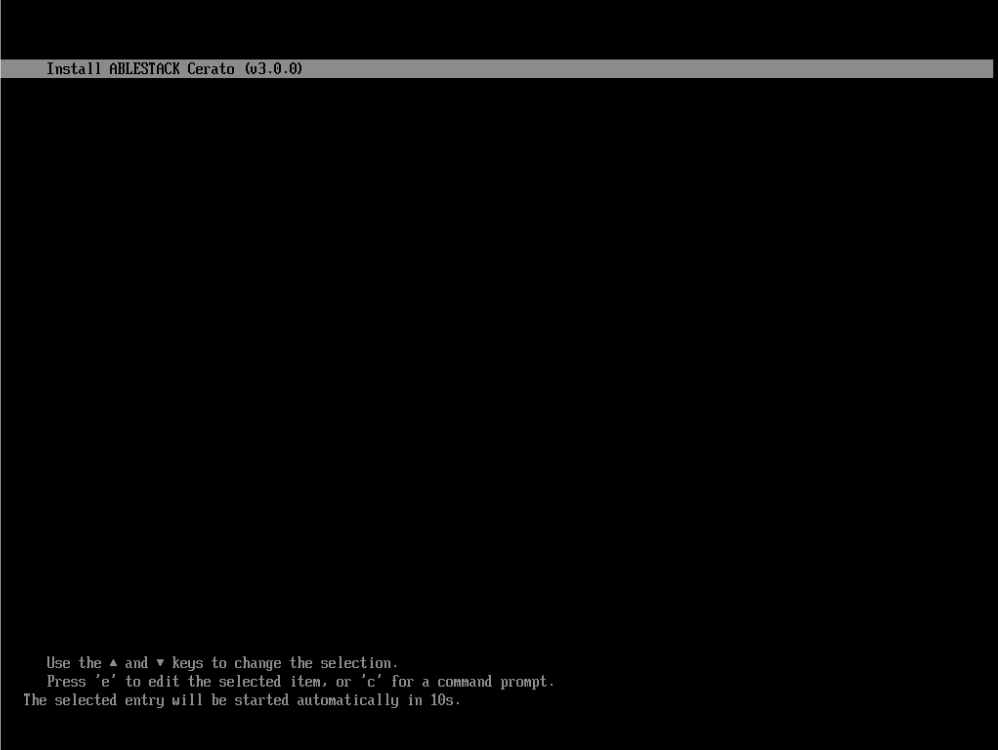 Install ABLESTACK Cerato (v3.0.0)
Use the ▲ and ▼ keys to change the selection.
Press 'e' to edit the selected item, or 'c' for a command prompt.
The selected entry will be started automatically in 10s.